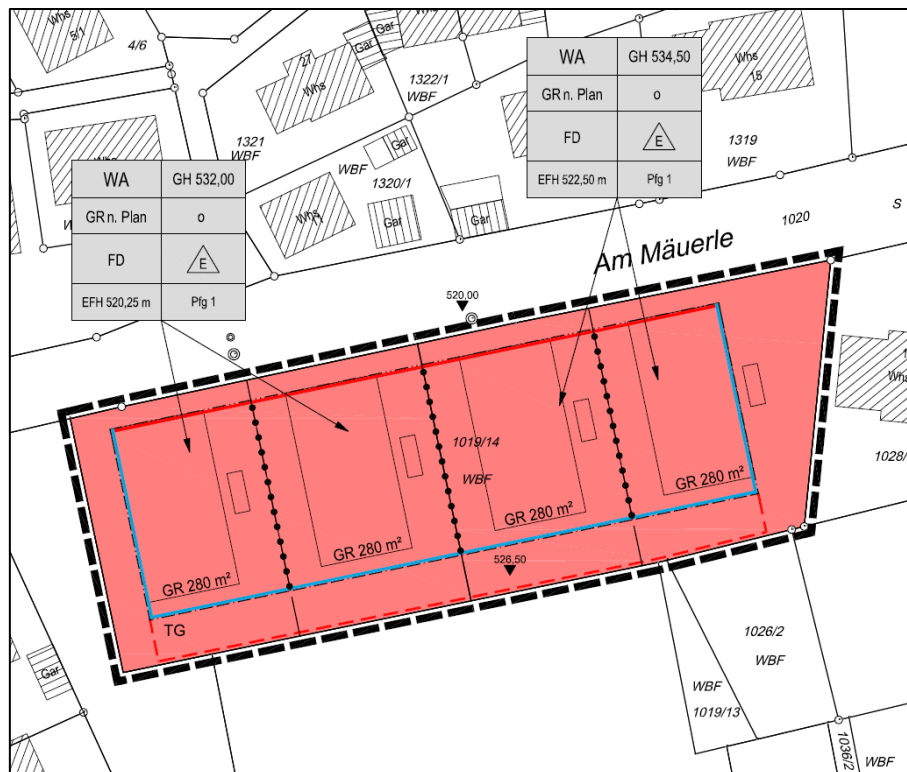 Whs
5/1
4/6
27
Whs
Gar
Gar
1322/1
WBF
WA GH 534,50
GR n. Plan o
FD E
EFH 522,50 m Pfg 1
Whs
15
1321
WBF
Gar
1319
WBF
WBF
1320/1
WA GH 532,00
GR n. Plan o
FD E
EFH 520,25 m Pfg 1
Whs
Gar
Gar
1020
S
Am Mäuerle
520,00
1019/14
WBF
Whs
1028/
GR 280 m²
GR 280 m²
GR 280 m²
GR 280 m²
526,50
TG
Gar
1026/2
WBF
WBF
1019/13
1036/2
WBF